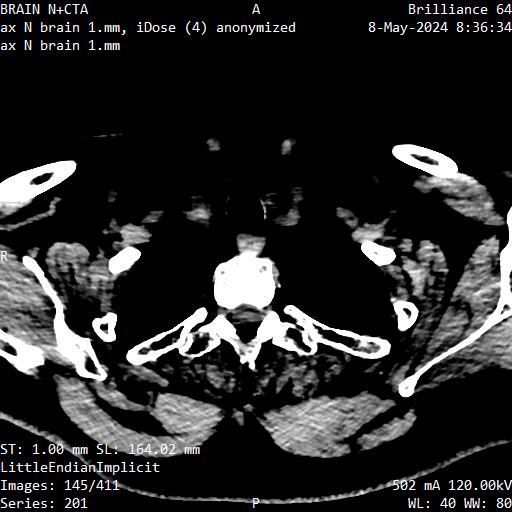 BRAIN N+CTA A Brilliance 64
ax N brain 1.mm, iDose (4) anonymized 8-May-2024 8:36:34
ax N brain 1.mm
R
ST: 1.00 mm SL: 164.02 mm
LittleEndianImplicit
Images: 145/411 502 mA 120.00kV
Series: 201 P WL: 40 WW: 80